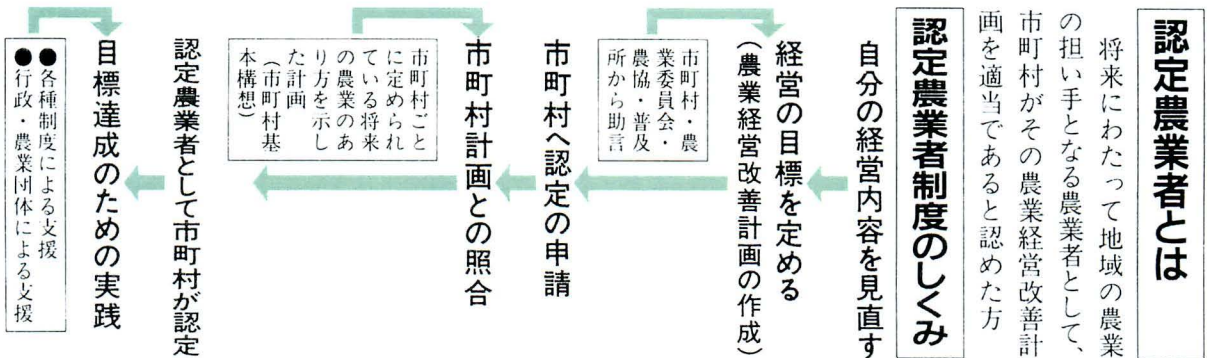 認定農業者とは
将来にわたって地域の農業
の担い手となる農業者として、
市町村がその農業経営改善計
画を適当であると認めた方
認定農業者制度のしくみ
自分の経営内容を見直す
経営の目標を定める
(農業経営改善計画の作成)
市町村・農
業委員会・
農協・普及
所から助言
市町村へ認定の申請
市町村計画との照合
市町村ごと
に定められ
ている将来
の農業のあ
り方を示し
た計画
(市町村基
本構想)
認定農業者として市町村が認定
目標達成のための実践
●各種制度による支援
●行政・農業団体による支援